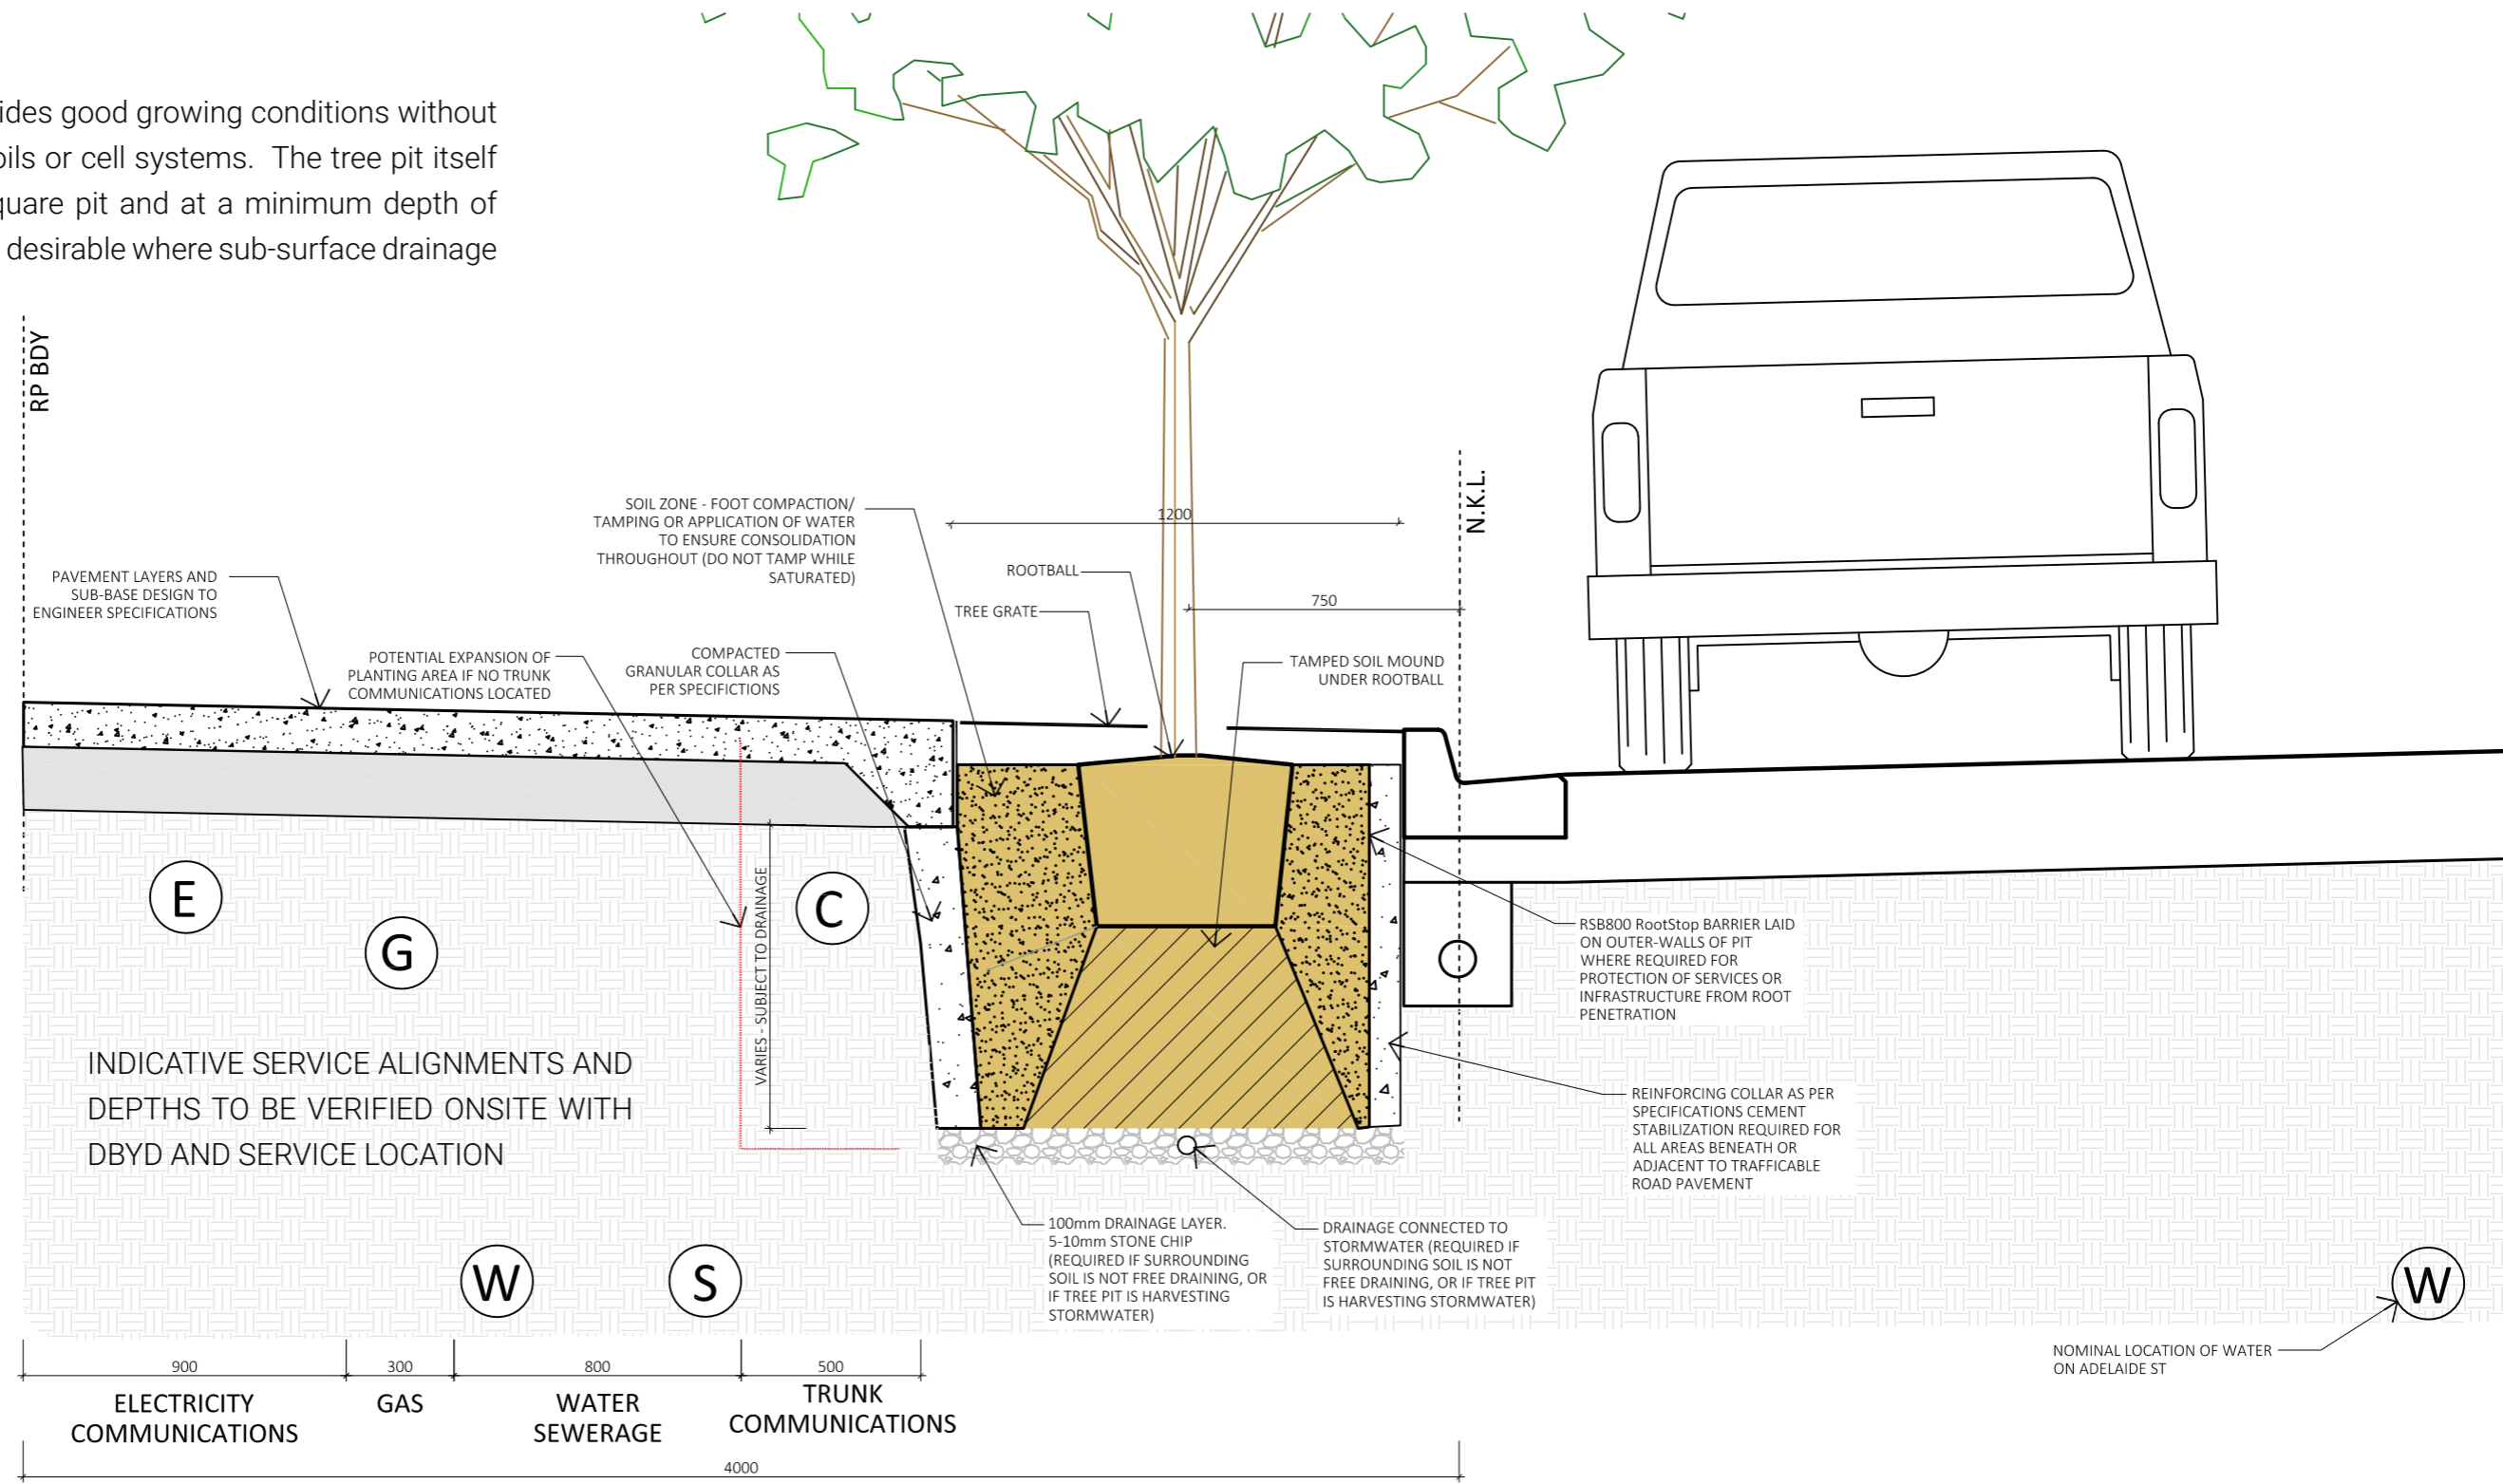 ides good growing conditions without
oils or cell systems. The tree pit itself
quare pit and at a minimum depth of
desirable where sub-surface drainage
RP BDY
N.K.L.
SOIL ZONE - FOOT COMPACTION/
TAMPING OR APPLICATION OF WATER
TO ENSURE CONSOLIDATION
THROUGHOUT (DO NOT TAMP WHILE
SATURATED)
1200
ROOTBALL
TREE GRATE
750
PAVEMENT LAYERS AND
SUB-BASE DESIGN TO
ENGINEER SPECIFICATIONS
POTENTIAL EXPANSION OF
PLANTING AREA IF NO TRUNK
COMMUNICATIONS LOCATED
COMPACTED
GRANULAR COLLAR AS
PER SPECIFICTIONS
TAMPED SOIL MOUND
UNDER ROOTBALL
E
G
C
VARIES - SUBJECT TO DRAINAGE
RSB800 RootStop BARRIER LAID
ON OUTER-WALLS OF PIT
WHERE REQUIRED FOR
PROTECTION OF SERVICES OR
INFRASTRUCTURE FROM ROOT
PENETRATION
INDICATIVE SERVICE ALIGNMENTS AND
DEPTHS TO BE VERIFIED ONSITE WITH
DBYD AND SERVICE LOCATION
REINFORCING COLLAR AS PER
SPECIFICATIONS CEMENT
STABILIZATION REQUIRED FOR
ALL AREAS BENEATH OR
ADJACENT TO TRAFFICABLE
ROAD PAVEMENT
W
S
100mm DRAINAGE LAYER.
5-10mm STONE CHIP
(REQUIRED IF SURROUNDING
SOIL IS NOT FREE DRAINING, OR
IF TREE PIT IS HARVESTING
STORMWATER)
DRAINAGE CONNECTED TO
STORMWATER (REQUIRED IF
SURROUNDING SOIL IS NOT
FREE DRAINING, OR IF TREE PIT
IS HARVESTING STORMWATER)
W
NOMINAL LOCATION OF WATER
ON ADELAIDE ST
900
300
800
500
ELECTRICITY
COMMUNICATIONS
GAS
WATER
SEWERAGE
TRUNK
COMMUNICATIONS
4000